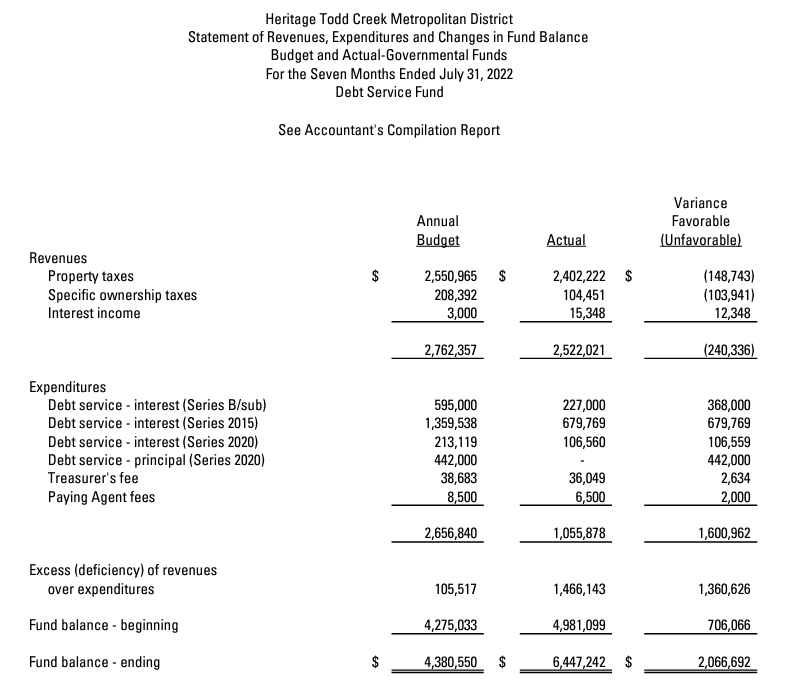 Heritage Todd Creek Metropolitan District
Statement of Revenues, Expenditures and Changes in Fund Balance
Budget and Actual-Governmental Funds
For the Seven Months Ended July 31, 2022
Debt Service Fund
See Accountant's Compilation Report
Variance
Annual Favorable
Budget Actual (Unfavorable)
Revenues
Property taxes $ 2,550,965 $ 2,402,222 $ (148,743)
Specific ownership taxes 208,392 104,451 (103,941)
Interest income 3,000 15,348 12,348
2,762,357 2,522,021 (240,336)
Expenditures
Debt service - interest (Series B/sub) 595,000 227,000 368,000
Debt service - interest (Series 2015) 1,359,538 679,769 679,769
Debt service - interest (Series 2020) 213,119 106,560 106,559
Debt service - principal (Series 2020) 442,000 - 442,000
Treasurer's fee 38,683 36,049 2,634
Paying Agent fees 8,500 6,500 2,000
2,656,840 1,055,878 1,600,962
Excess (deficiency) of revenues
over expenditures 105,517 1,466,143 1,360,626
Fund balance - beginning 4,275,033 4,981,099 706,066
Fund balance - ending $ 4,380,550 $ 6,447,242 $ 2,066,692